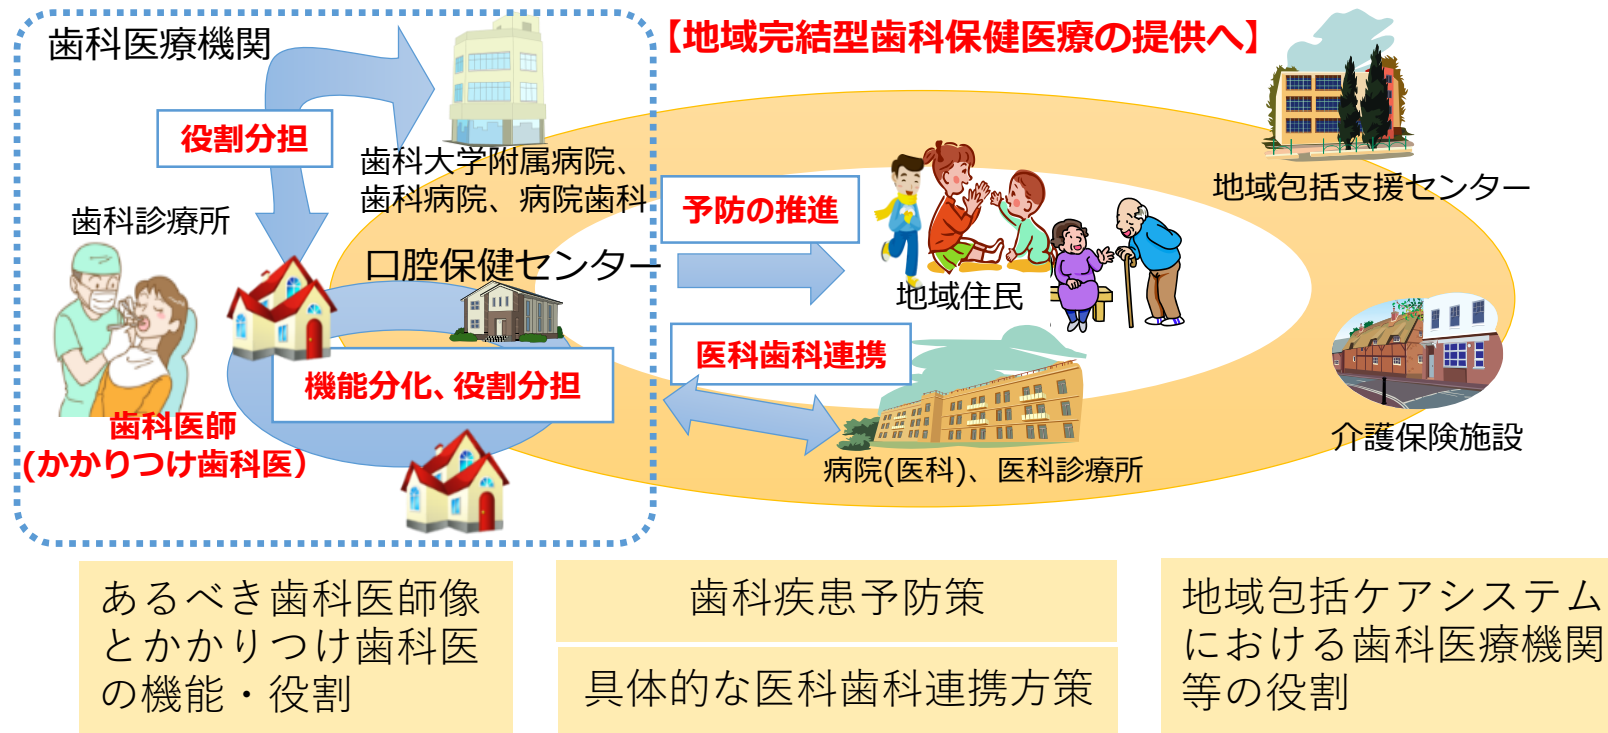 歯科医療機関
【地域完結型歯科保健医療の提供へ】
役割分担
歯科大学附属病院、
歯科病院、病院歯科
地域包括支援センター
予防の推進
歯科診療所
口腔保健センター
地域住民
医科歯科連携
機能分化、役割分担
歯科医師
(かかりつけ歯科医）
病院(医科)、医科診療所
介護保険施設
あるべき歯科医師像
とかかりつけ歯科医
の機能・役割
歯科疾患予防策
具体的な医科歯科連携方策
地域包括ケアシステム
における歯科医療機関
等の役割